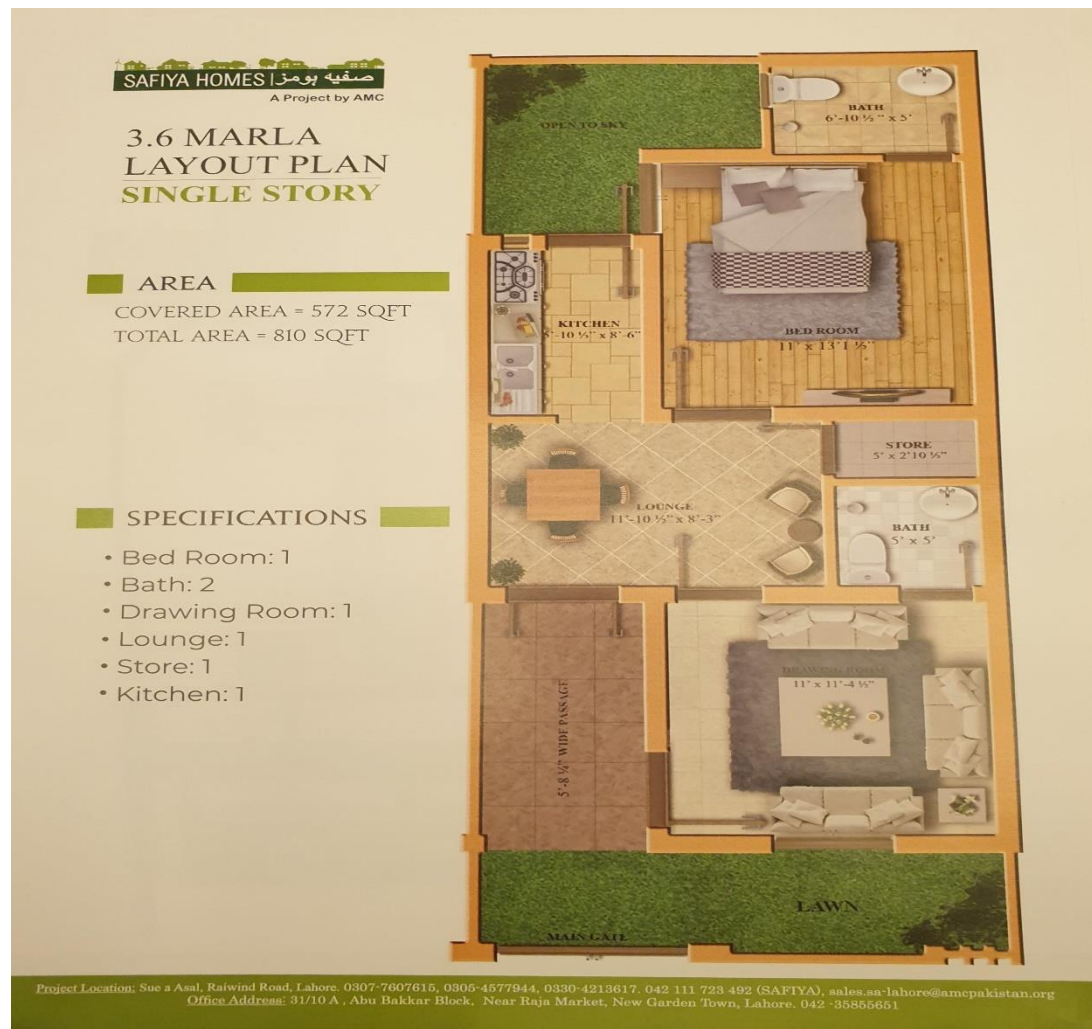 SAFIYA HOMES | صفیہ ہومز
A Project by AMC
3.6 MARLA
LAYOUT PLAN
SINGLE STORY
AREA
COVERED AREA = 572 SQFT
TOTAL AREA = 810 SQFT
SPECIFICATIONS
• Bed Room: 1
• Bath: 2
• Drawing Room: 1
• Lounge: 1
• Store: 1
• Kitchen: 1
OPEN TO SKY
BATH
6'-10 ½" x 5'
KITCHEN
5'-10 ½" x 8'-6"
BED ROOM
11' x 13'1 ½"
STORE
5' x 2'10 ½"
LOUNGE
11'-10 ½" x 8'-3"
BATH
5' x 5'
DRAWING ROOM
11' x 11'-4 ½"
5'-8 ¼" WIDE PASSAGE
LAWN
MAIN GATE
Project Location: Sue a Asal, Raiwind Road, Lahore. 0307-7607615, 0305-4577944, 0330-4213617. 042 111 723 492 (SAFIYA), sales.sa-lahore@amcpakistan.org
Office Address: 31/10 A , Abu Bakkar Block, Near Raja Market, New Garden Town, Lahore. 042 -35855651